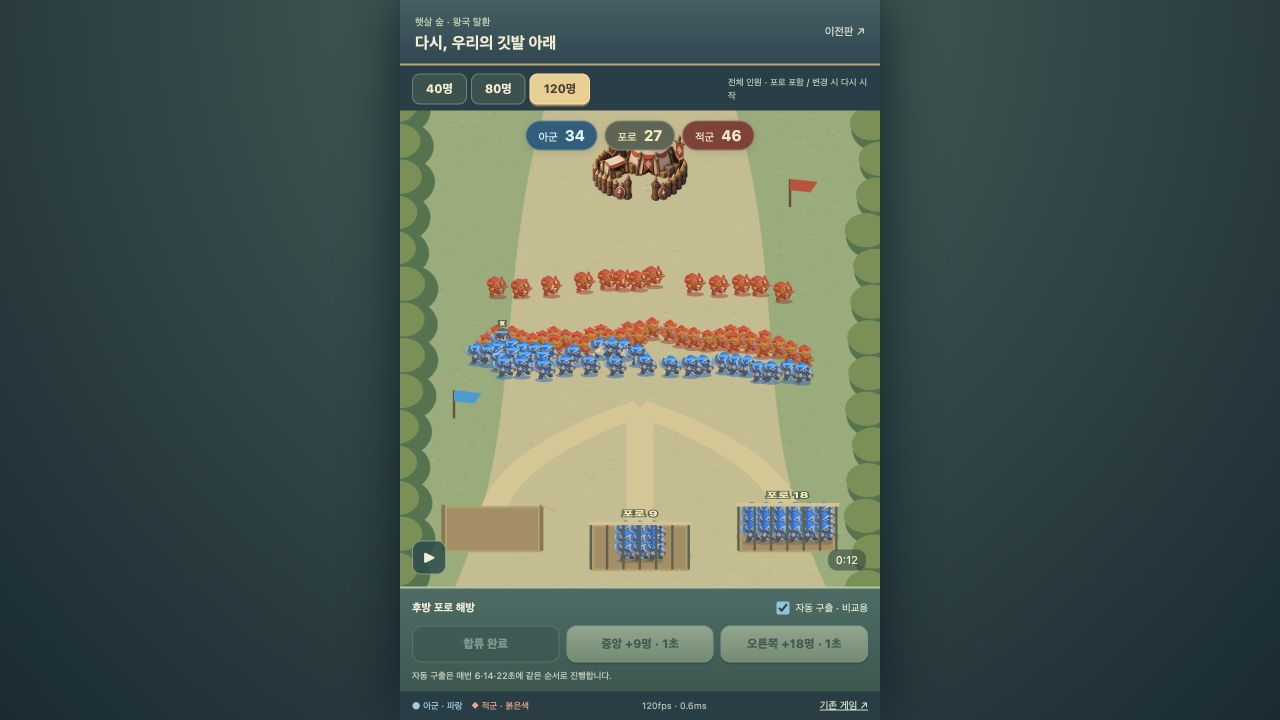 햇살 숲 · 왕국 탈환
다시, 우리의 깃발 아래
이전판 ↗
40명
80명
120명
전체 인원 · 포로 포함 / 변경 시 다시 시
작
아군 34
포로 27
적군 46
포로 18
포로 9
0:12
후방 포로 해방
자동 구출 · 비교용
합류 완료
중앙 +9명 · 1초
오른쪽 +18명 · 1초
자동 구출은 매번 6·14·22초에 같은 순서로 진행합니다.
● 아군 · 파랑 ◆ 적군 · 붉은색
120fps · 0.6ms
기존 게임 ↗